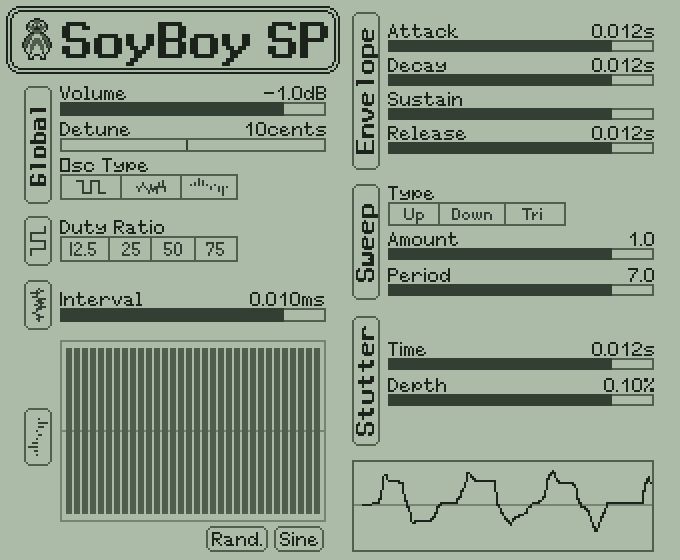 SoyBoy SP
Global
Volume -1.0dB
Detune 10cents
Osc Type
Duty Ratio
12.5 25 50 75
Interval 0.010ms
Rand. Sine
Envelope
Attack 0.012s
Decay 0.012s
Sustain
Release 0.012s
Sweep
Type
Up Down Tri
Amount 1.0
Period 7.0
Stutter
Time 0.012s
Depth 0.10%